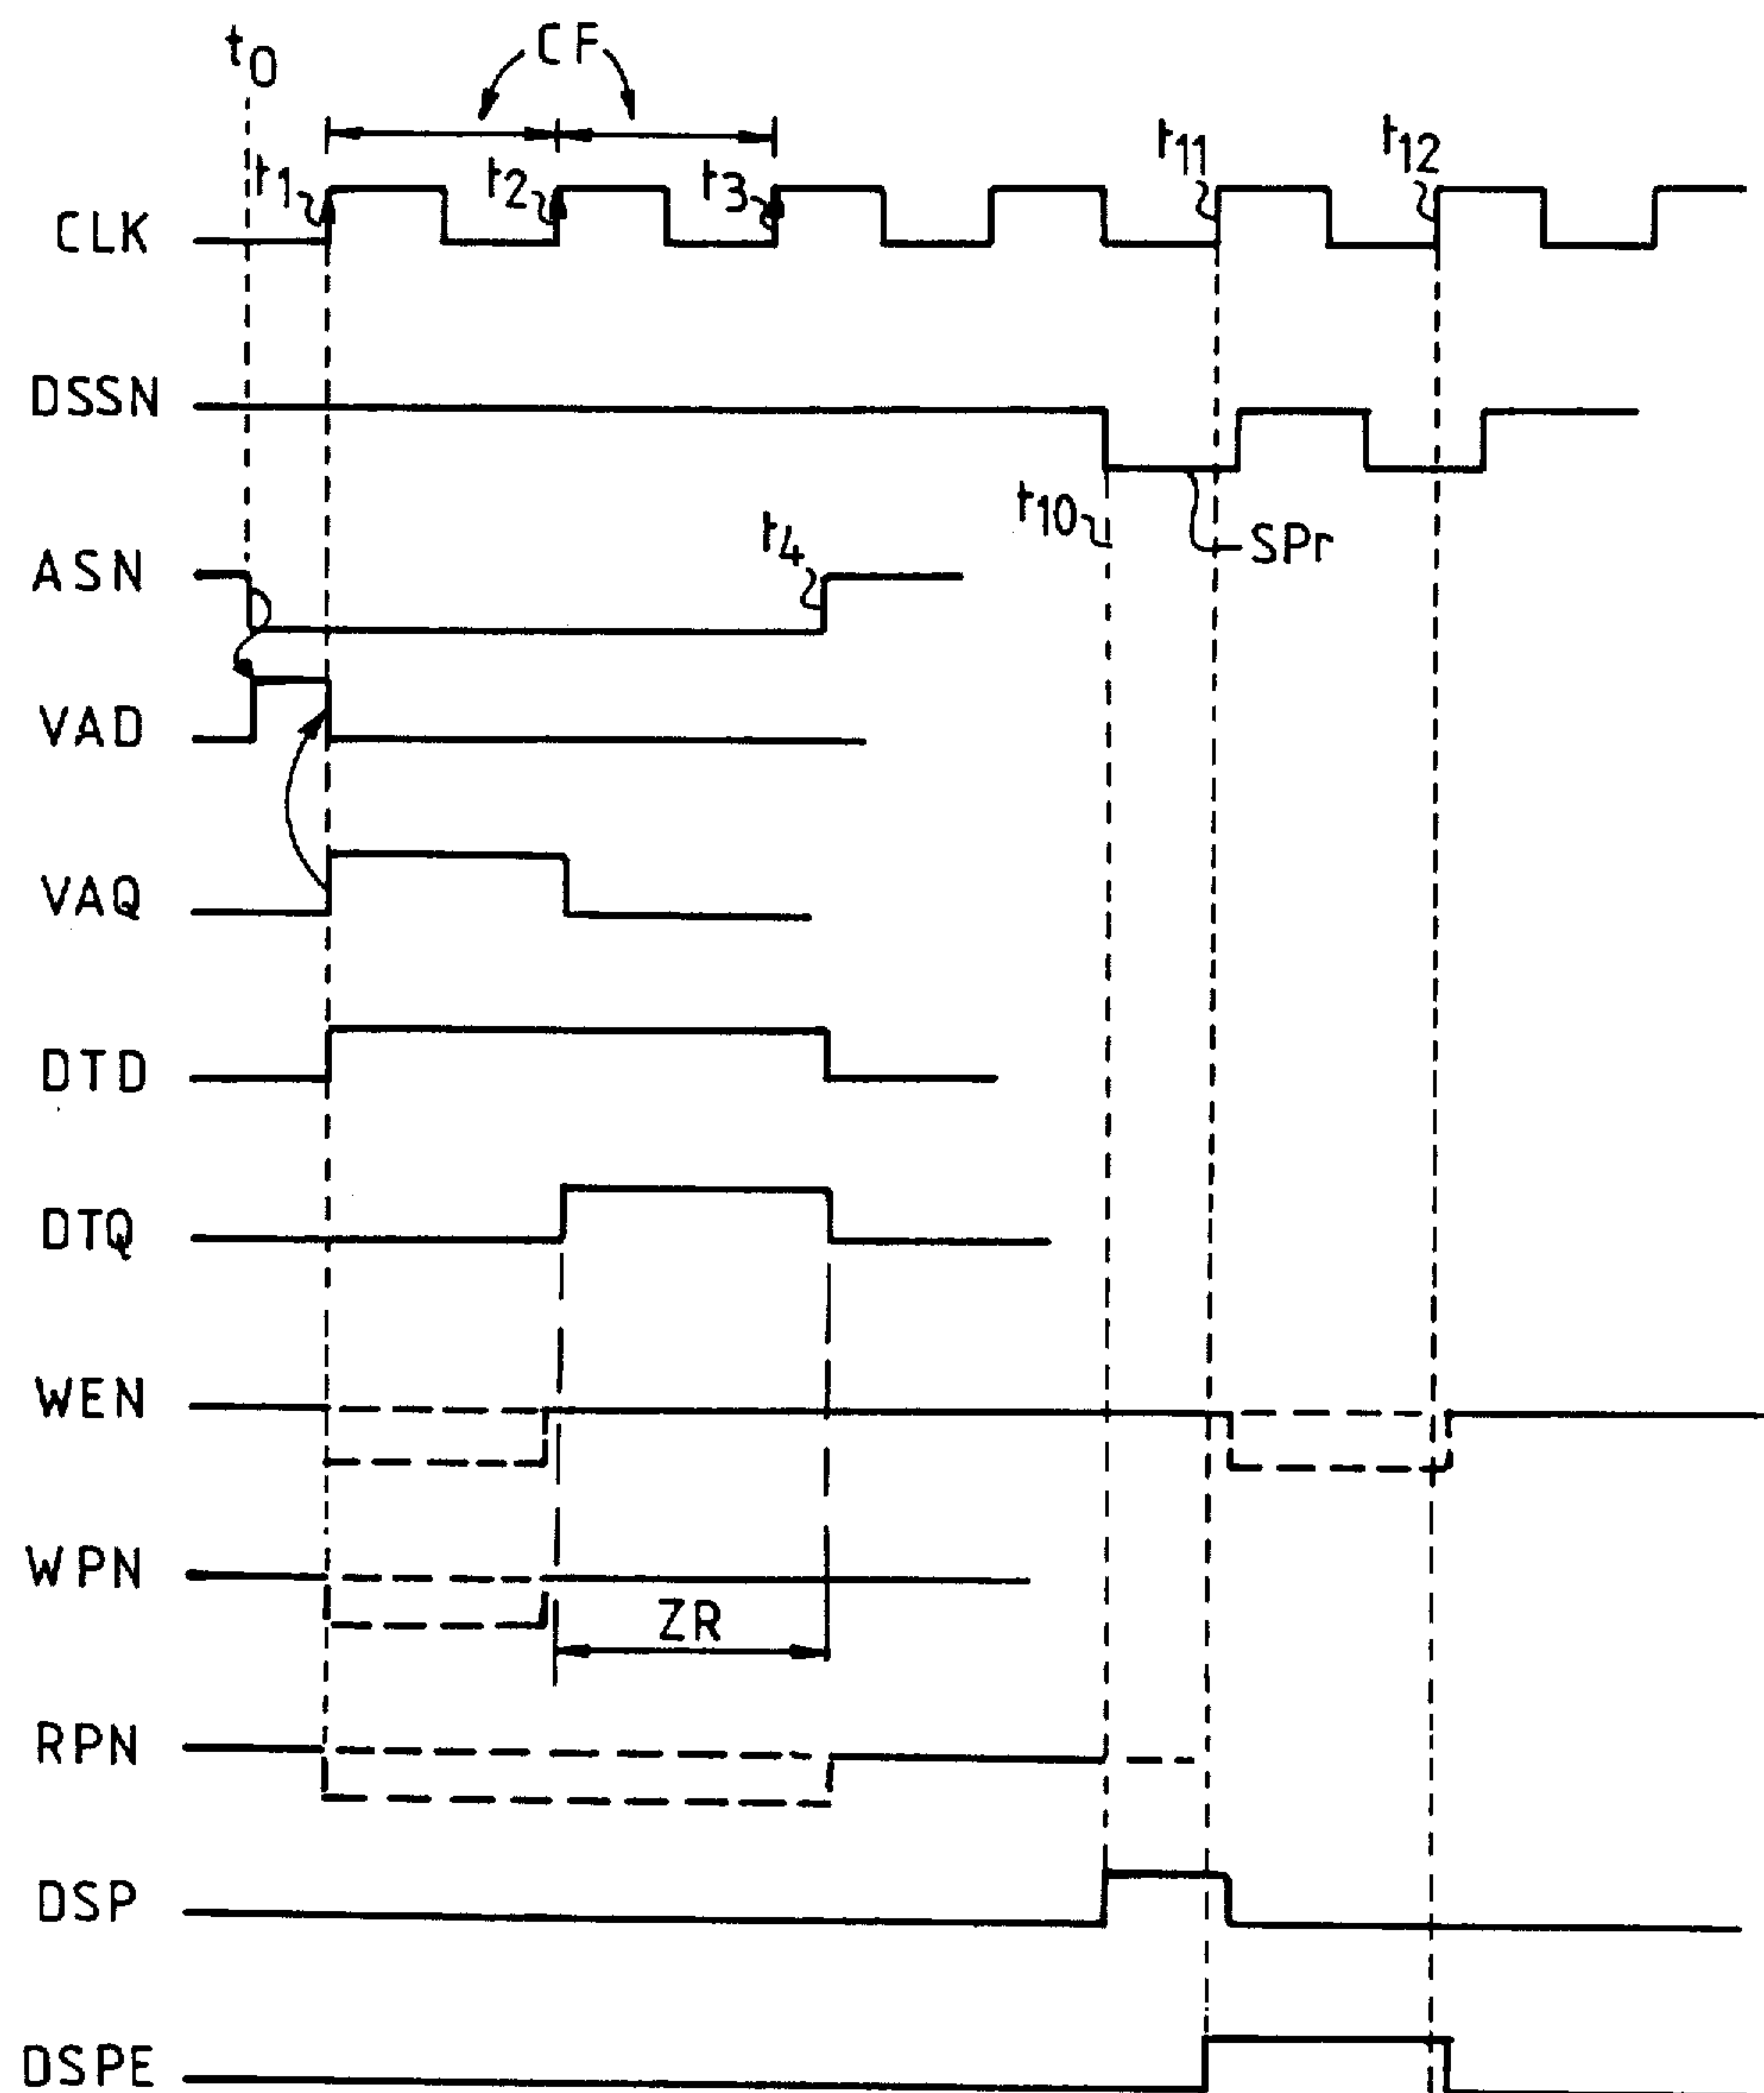 t0
CF
t1
t2
t3
t11
t12
CLK
DSSN
t10
SPr
ASN
t4
VAD
VAQ
DTD
DTQ
WEN
WPN
ZR
RPN
DSP
DSPE